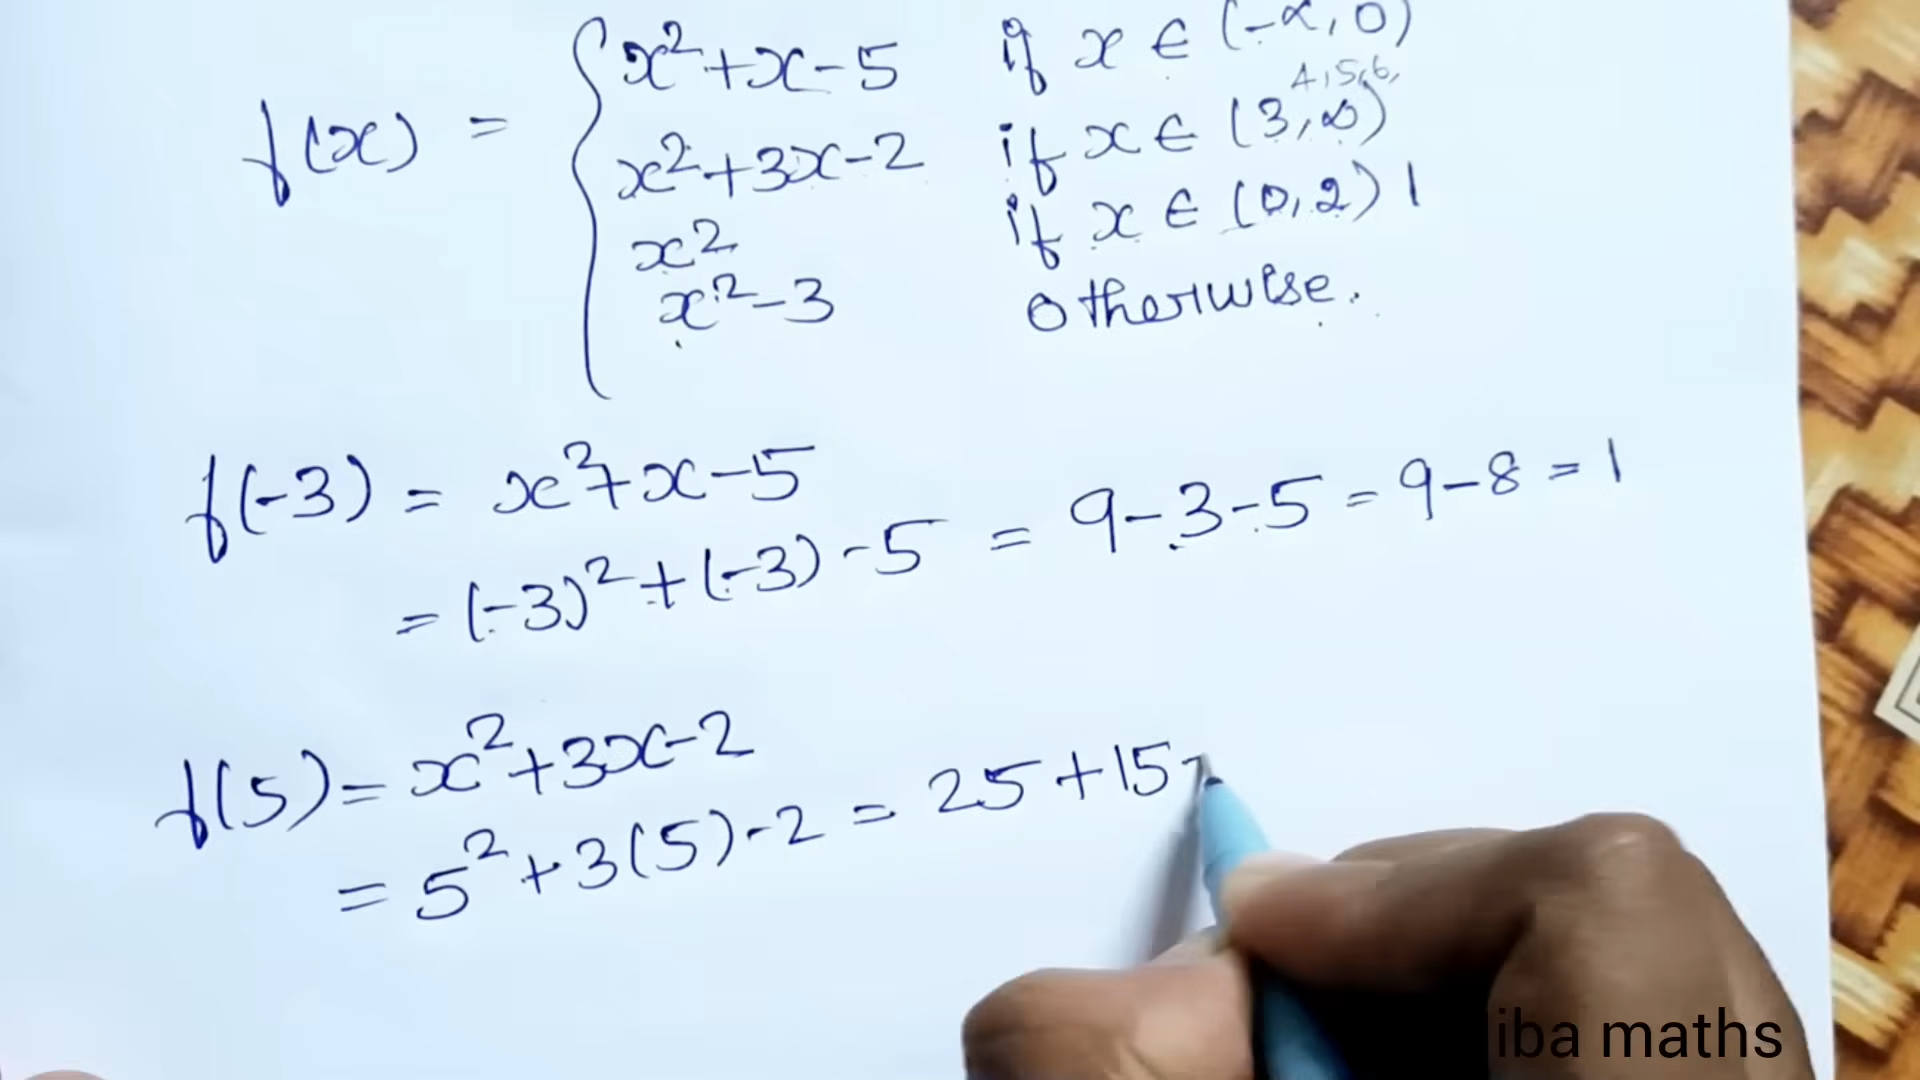 f(x) = { x²+x-5 if x ∈ (-∝, 0)
4,5,6,
x²+3x-2 if x ∈ (3, ∞)
x² if x ∈ (0, 2) 1
x²-3 otherwise.
f(-3) = x²+x-5
= (-3)²+(-3)-5 = 9-3-5 = 9-8 = 1
f(5) = x²+3x-2
= 5²+3(5)-2 = 25+15-
iba maths